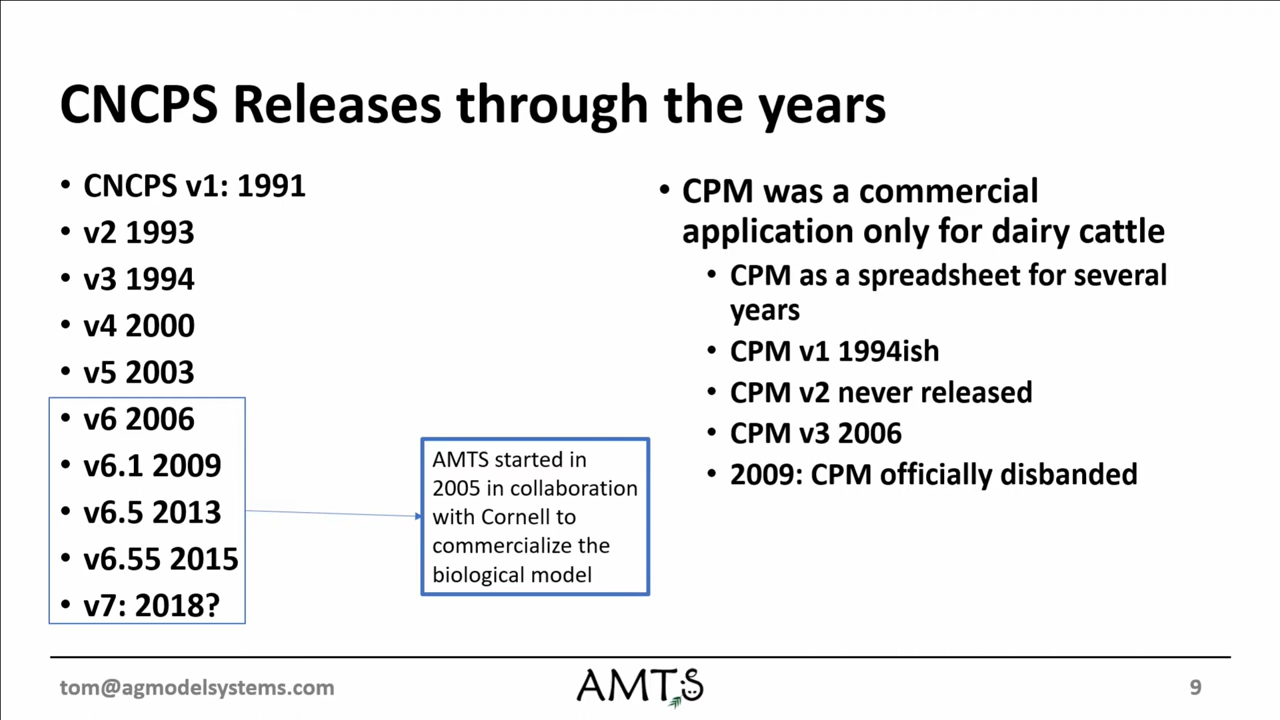 CNCPS Releases through the years
• CNCPS v1: 1991
• v2 1993
• v3 1994
• v4 2000
• v5 2003
• v6 2006
• v6.1 2009
• v6.5 2013
• v6.55 2015
• v7: 2018?
AMTS started in
2005 in collaboration
with Cornell to
commercialize the
biological model
• CPM was a commercial
application only for dairy cattle
• CPM as a spreadsheet for several
years
• CPM v1 1994ish
• CPM v2 never released
• CPM v3 2006
• 2009: CPM officially disbanded
tom@agmodelsystems.com
AMTS
9